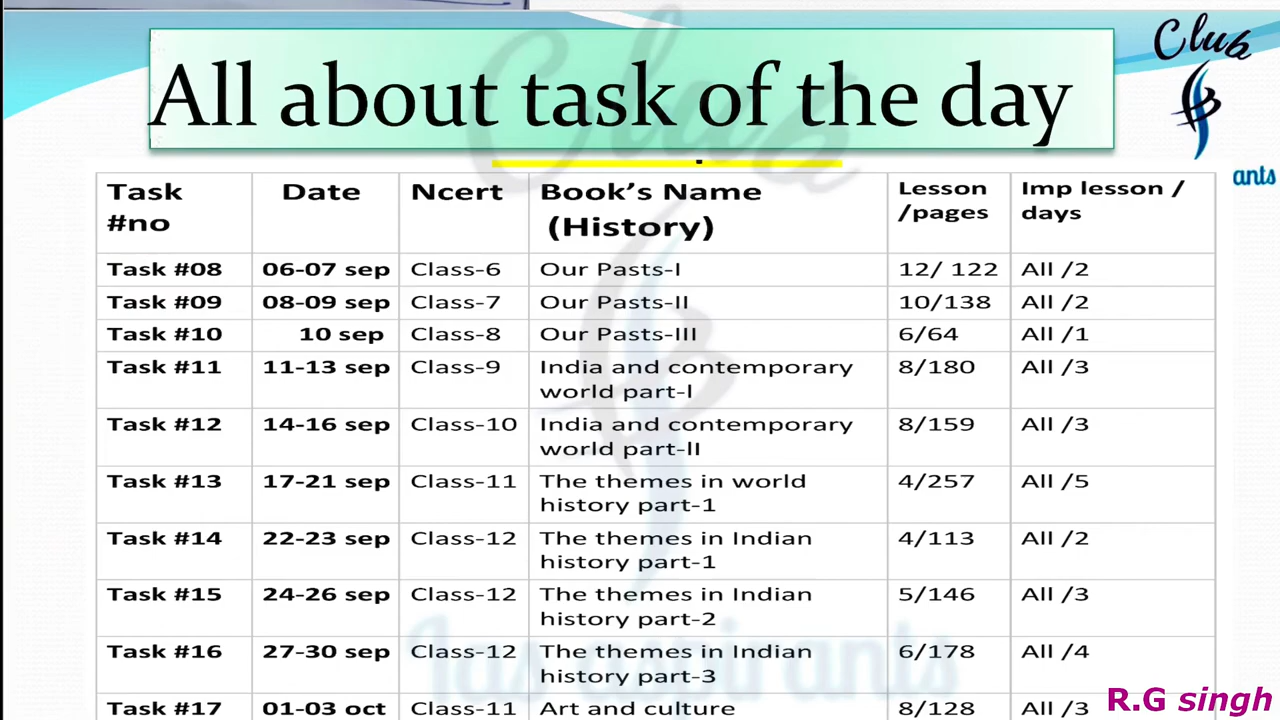 Club
All about task of the day
ants
Task #no Date Ncert Book's Name (History) Lesson /pages Imp lesson / days
Task #08 06-07 sep Class-6 Our Pasts-I 12/ 122 All /2
Task #09 08-09 sep Class-7 Our Pasts-II 10/138 All /2
Task #10 10 sep Class-8 Our Pasts-III 6/64 All /1
Task #11 11-13 sep Class-9 India and contemporary world part-I 8/180 All /3
Task #12 14-16 sep Class-10 India and contemporary world part-lI 8/159 All /3
Task #13 17-21 sep Class-11 The themes in world history part-1 4/257 All /5
Task #14 22-23 sep Class-12 The themes in Indian history part-1 4/113 All /2
Task #15 24-26 sep Class-12 The themes in Indian history part-2 5/146 All /3
Task #16 27-30 sep Class-12 The themes in Indian history part-3 6/178 All /4
Task #17 01-03 oct Class-11 Art and culture 8/128 All /3
Club
Ias aspirants
R.G singh